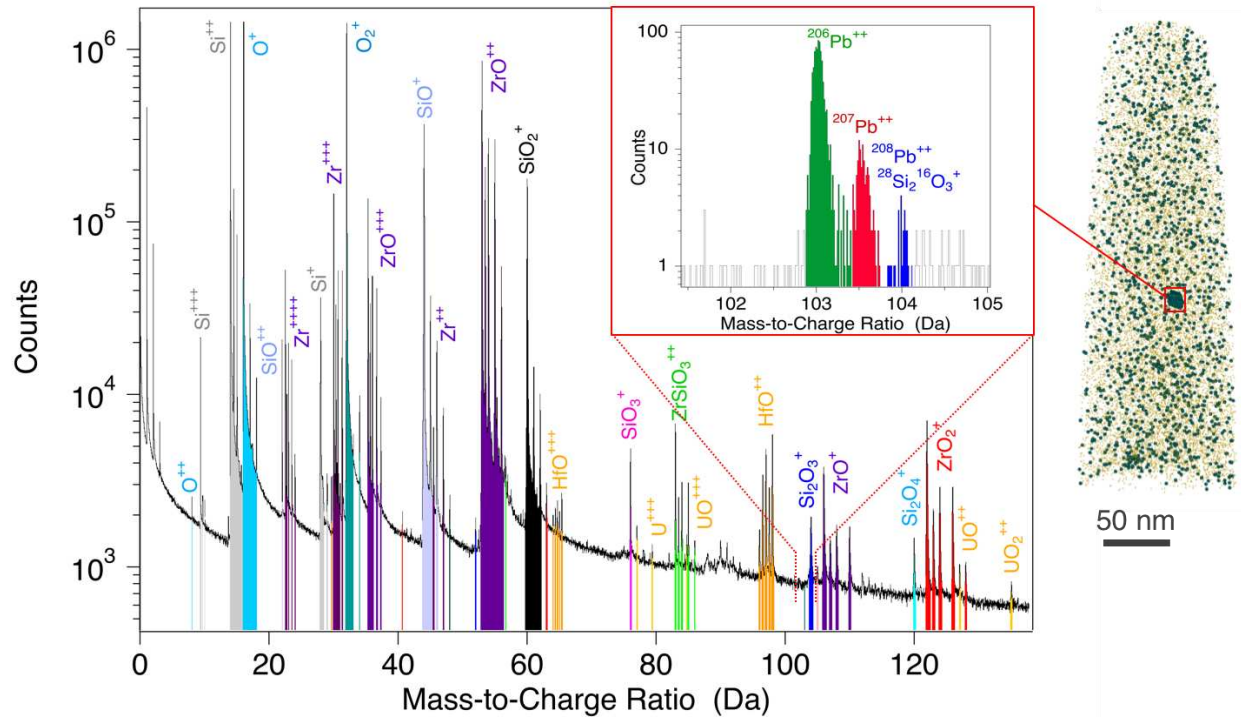 Counts
10⁶
10⁵
10⁴
10³
0
20
40
60
80
100
120
Mass-to-Charge Ratio (Da)
O⁺⁺
Si⁺⁺⁺
Si⁺⁺
O⁺
SiO⁺⁺
Zr⁺⁺⁺⁺
Si⁺
Zr⁺⁺⁺
O₂⁺
ZrO⁺⁺⁺
SiO⁺
Zr⁺⁺
ZrO⁺⁺
SiO₂⁺
HfO⁺⁺⁺
SiO₃⁺
U⁺⁺⁺
ZrSiO₃⁺⁺
UO⁺⁺⁺
HfO⁺⁺
Si₂O₃⁺
ZrO⁺
Si₂O₄⁺
ZrO₂⁺
UO⁺⁺
UO₂⁺⁺
Counts
100
10
1
²⁰⁶Pb⁺⁺
²⁰⁷Pb⁺⁺
²⁰⁸Pb⁺⁺
²⁸Si₂¹⁶O₃⁺
102
103
104
105
Mass-to-Charge Ratio (Da)
50 nm